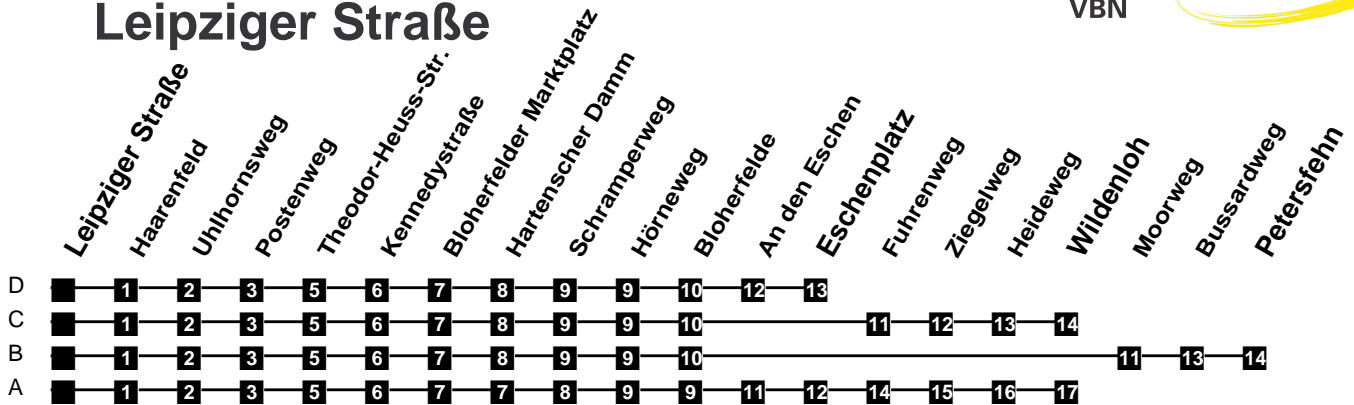 Leipziger Straße
VBN
Leipziger Straße
Haarenfeld
Uhlhornsweg
Postenweg
Theodor-Heuss-Str.
Kennedystraße
Bloherfelder Marktplatz
Hartenscher Damm
Schramperweg
Hörneweg
Bloherfelde
An den Eschen
Eschenplatz
Fuhrenweg
Ziegelweg
Heideweg
Wildenloh
Moorweg
Bussardweg
Petersfehn
D 1 2 3 5 6 7 8 9 9 10 12 13
C 1 2 3 5 6 7 8 9 9 10 11 12 13 14
B 1 2 3 5 6 7 8 9 9 10 11 13 14
A 1 2 3 5 6 7 7 8 9 9 11 12 14 15 16 17